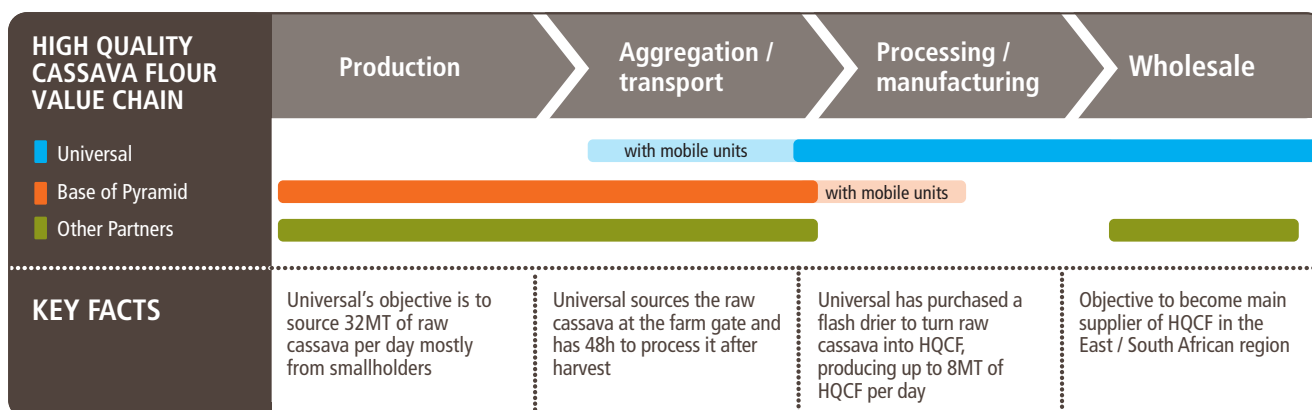 HIGH QUALITY
CASSAVA FLOUR
VALUE CHAIN
Production
Aggregation /
transport
Processing /
manufacturing
Wholesale
Universal
with mobile units
Base of Pyramid
with mobile units
Other Partners
KEY FACTS
Universal's objective is to
source 32MT of raw
cassava per day mostly
from smallholders
Universal sources the raw
cassava at the farm gate and
has 48h to process it after
harvest
Universal has purchased a
flash drier to turn raw
cassava into HQCF,
producing up to 8MT of
HQCF per day
Objective to become main
supplier of HQCF in the
East / South African region